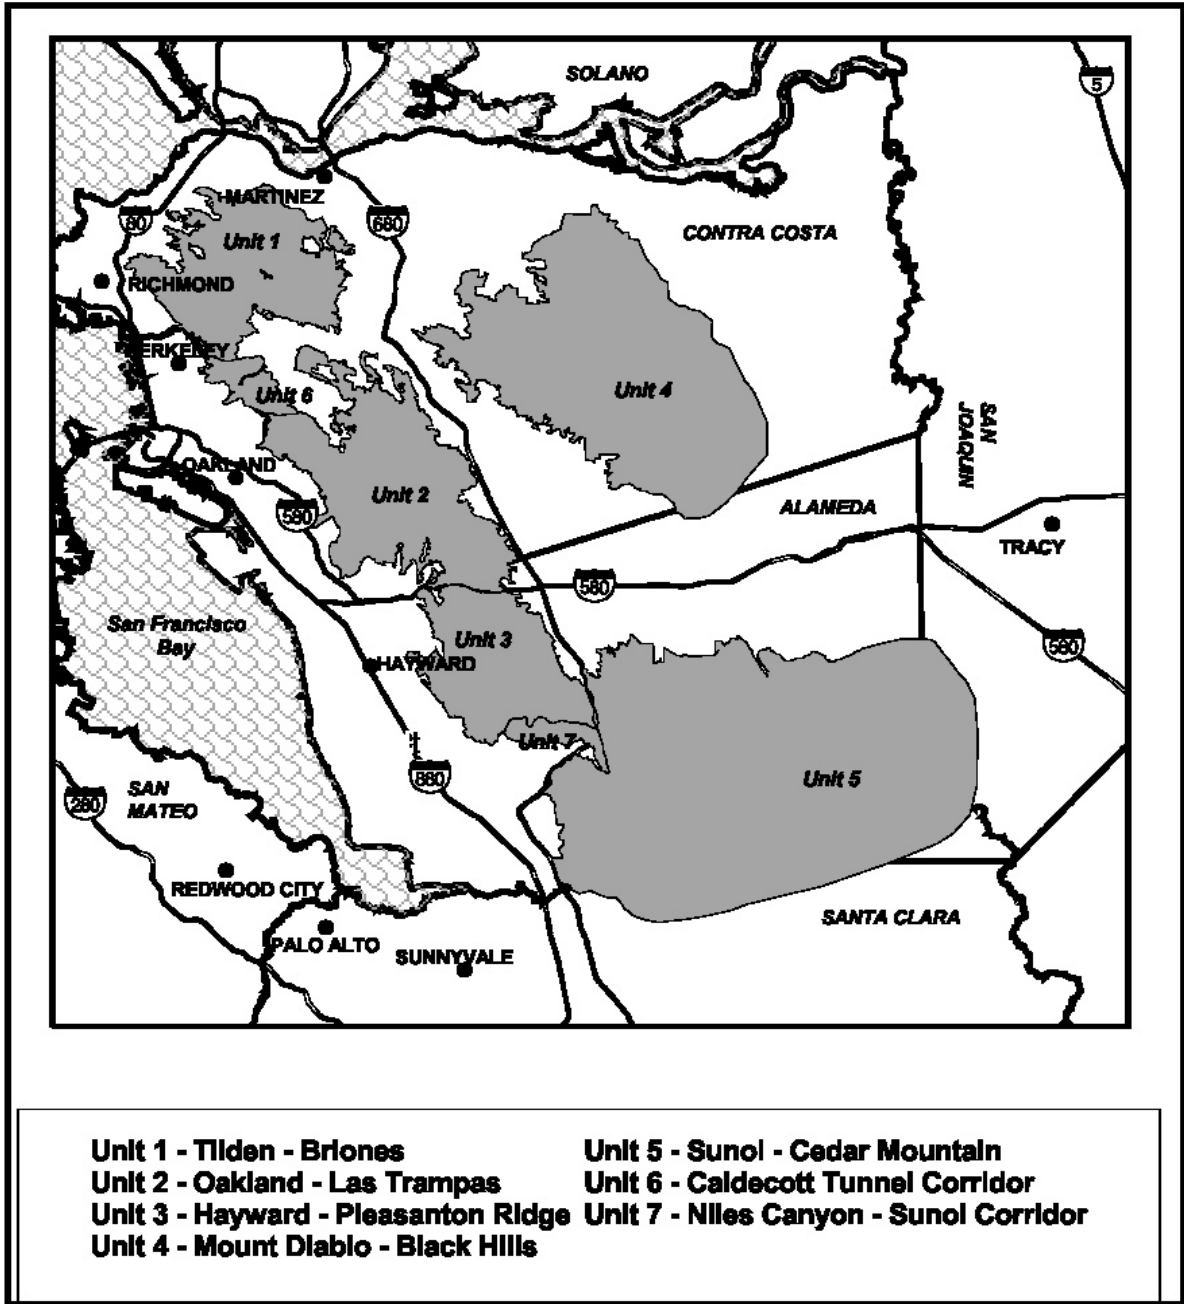 SOLANO
5
MARTINEZ
80
680
Unit 1
CONTRA COSTA
RICHMOND
BERKELEY
Unit 6
Unit 4
SAN
JOAQUIN
OAKLAND
Unit 2
ALAMEDA
580
TRACY
580
San Francisco
Bay
Unit 3
580
HAYWARD
Unit 7
880
Unit 5
SAN
MATEO
280
REDWOOD CITY
SANTA CLARA
PALO ALTO
SUNNYVALE
Unit 1 - Tilden - Briones
Unit 2 - Oakland - Las Trampas
Unit 3 - Hayward - Pleasanton Ridge
Unit 4 - Mount Diablo - Black Hills
Unit 5 - Sunol - Cedar Mountain
Unit 6 - Caldecott Tunnel Corridor
Unit 7 - Niles Canyon - Sunol Corridor